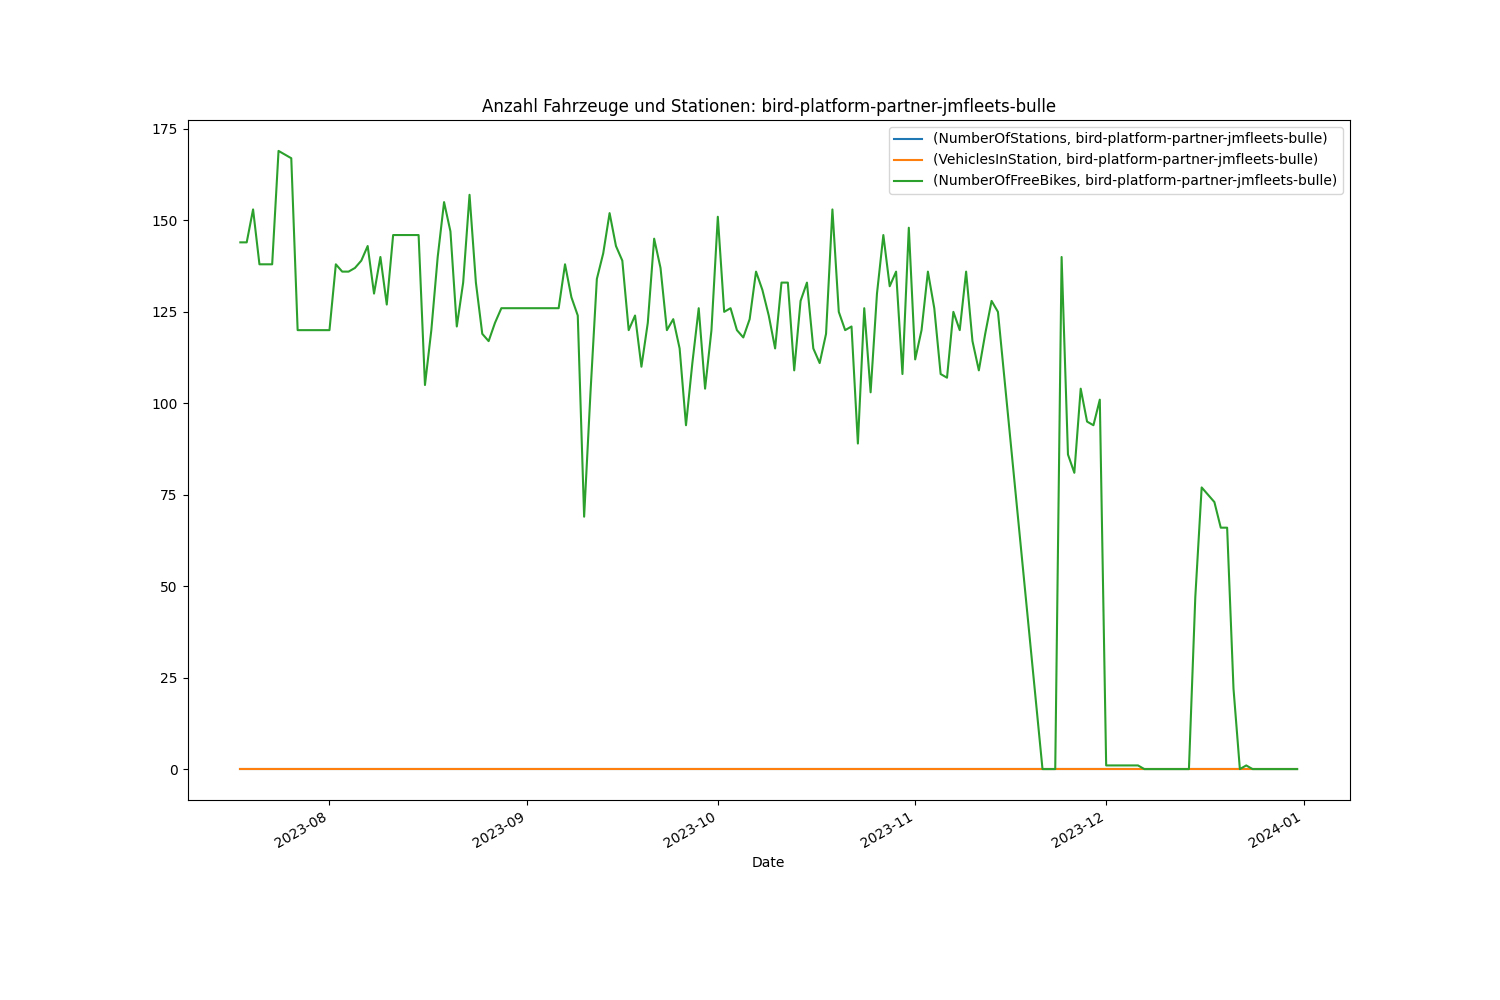 Anzahl Fahrzeuge und Stationen: bird-platform-partner-jmfleets-bulle
(NumberOfStations, bird-platform-partner-jmfleets-bulle)
(VehiclesInStation, bird-platform-partner-jmfleets-bulle)
(NumberOfFreeBikes, bird-platform-partner-jmfleets-bulle)
175
150
125
100
75
50
25
0
2023-08
2023-09
2023-10
2023-11
2023-12
2024-01
Date